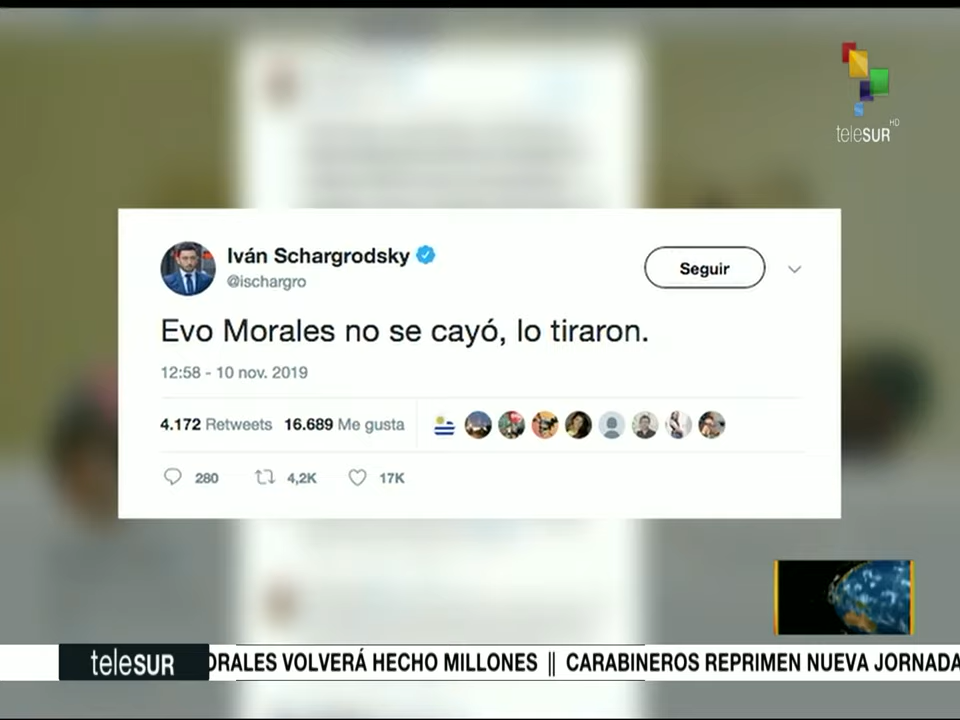 teleSUR HD
Iván Schargrodsky
@ischargro
Seguir
Evo Morales no se cayó, lo tiraron.
12:58 - 10 nov. 2019
4.172 Retweets 16.689 Me gusta
280 4,2K 17K
teleSUR
ORALES VOLVERÁ HECHO MILLONES || CARABINEROS REPRIMEN NUEVA JORNADA